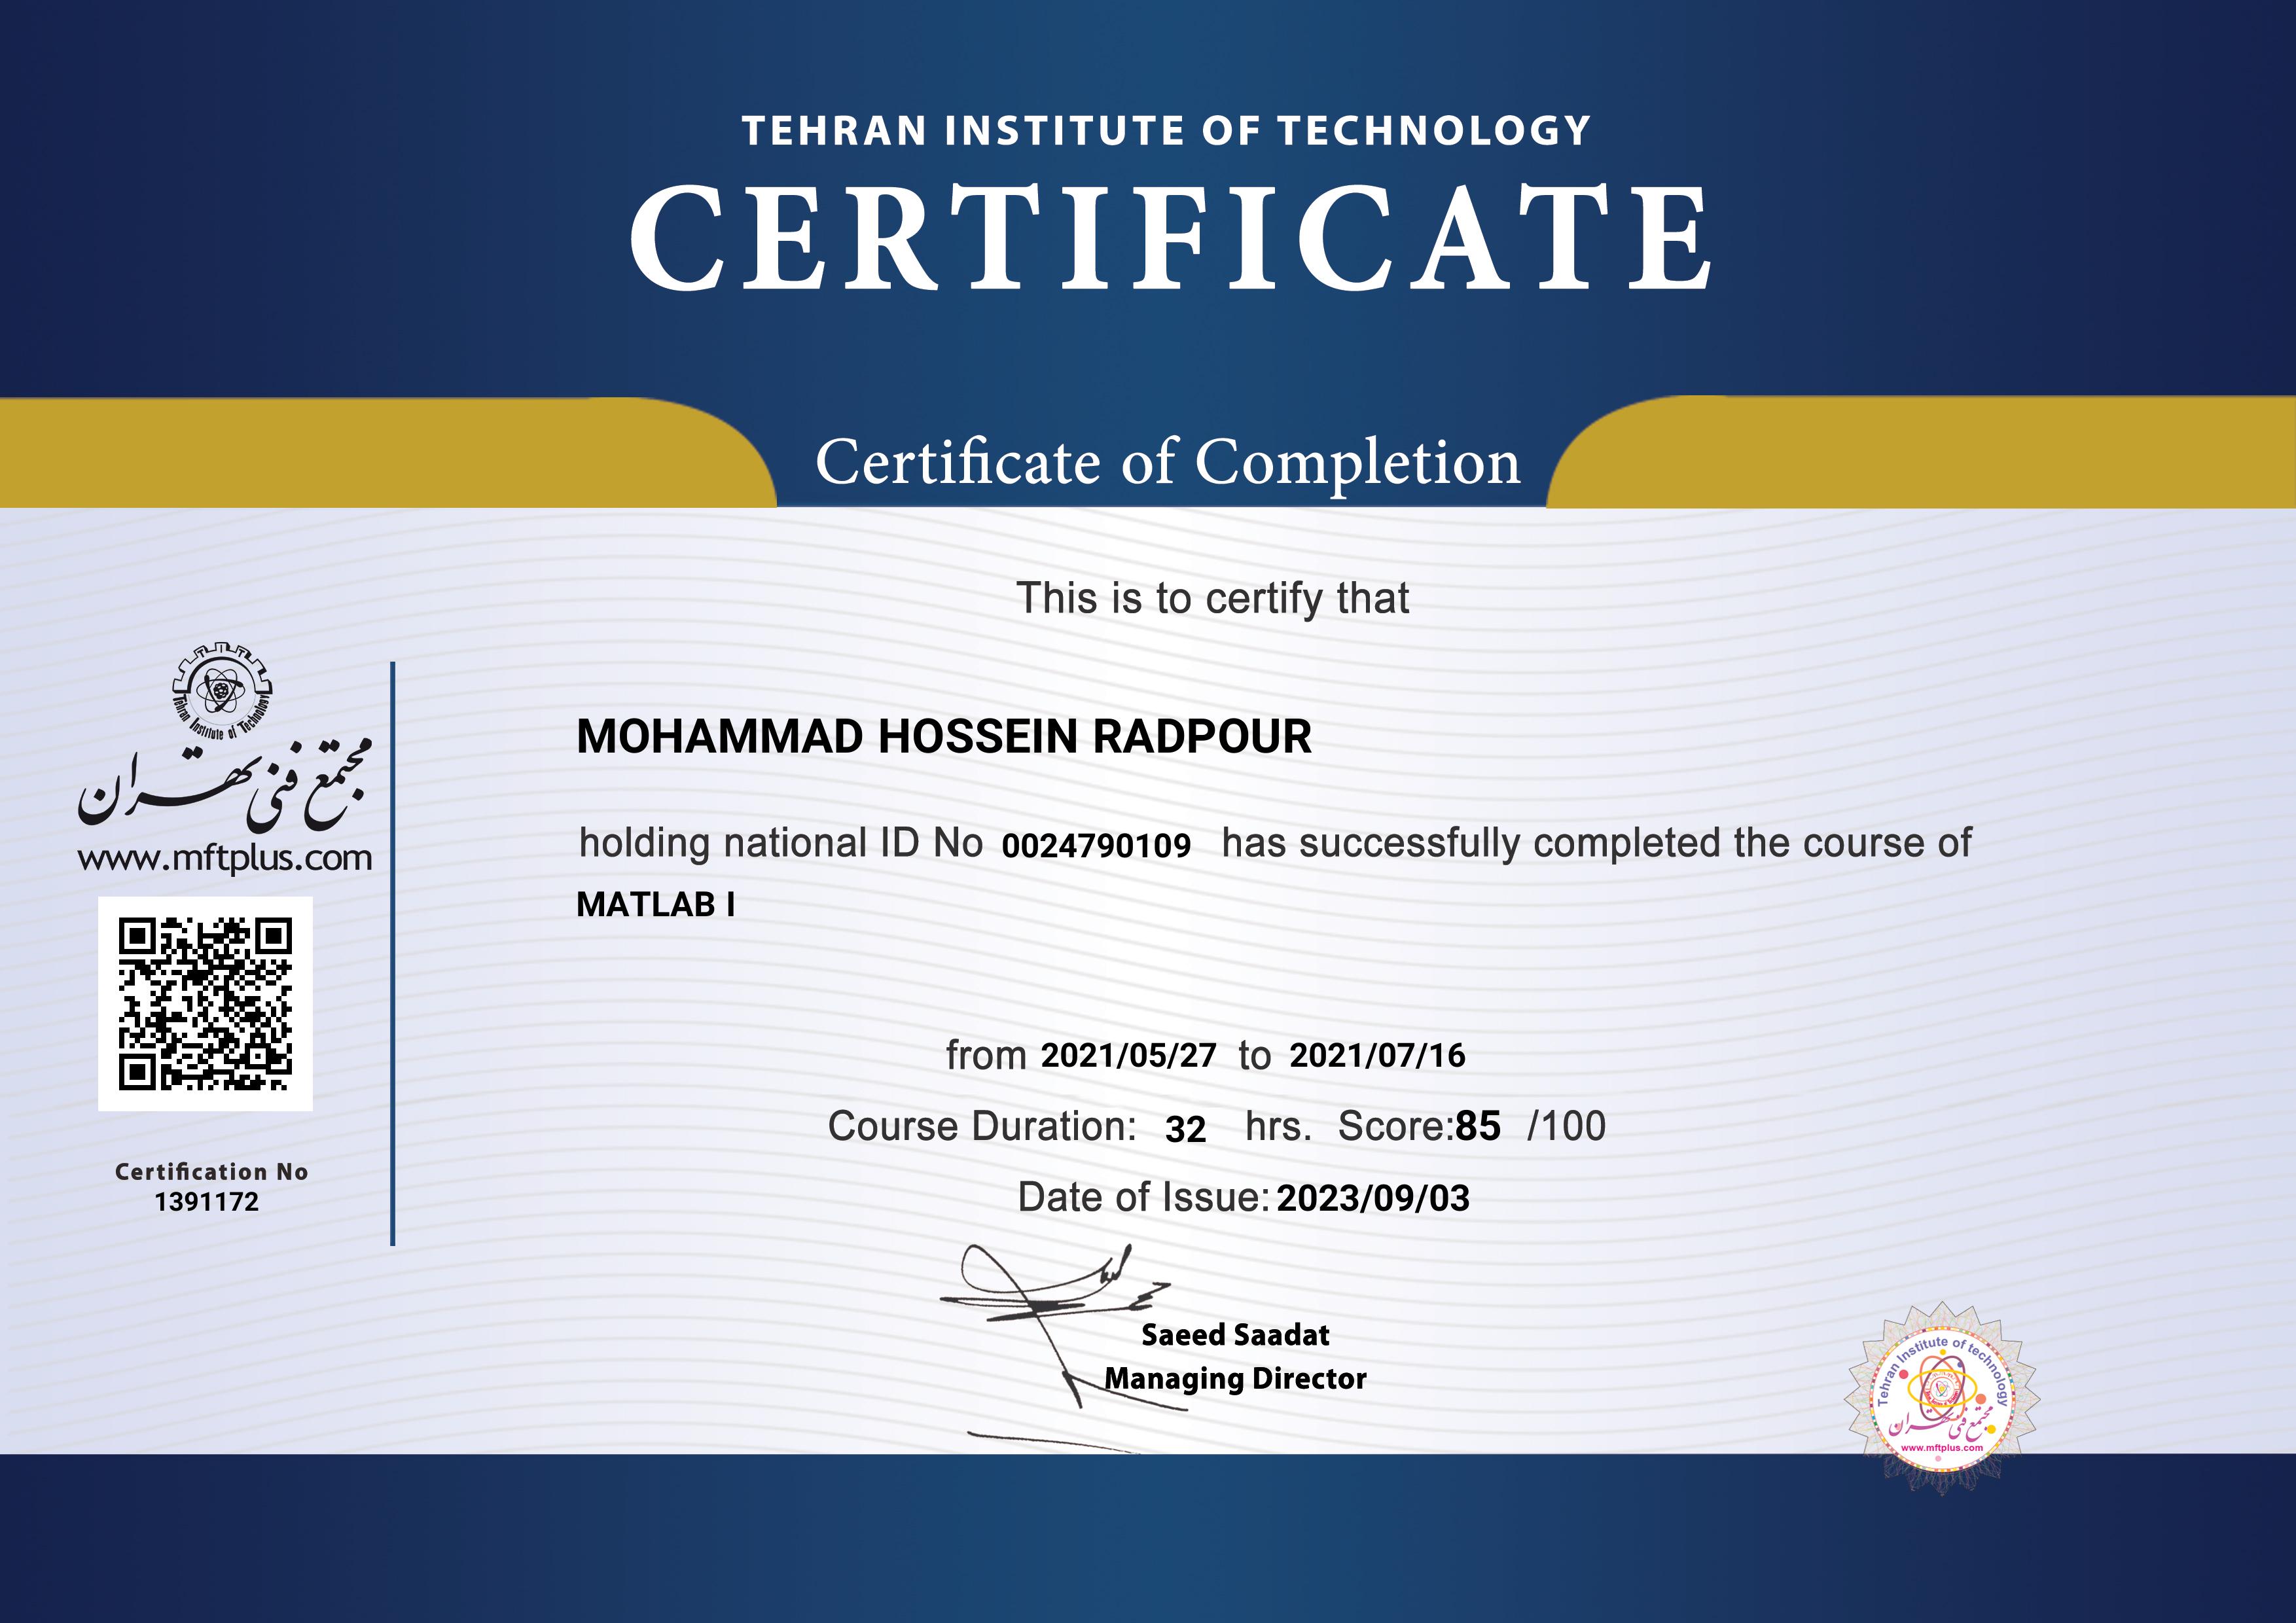 TEHRAN INSTITUTE OF TECHNOLOGY
CERTIFICATE
Certificate of Completion
This is to certify that
MOHAMMAD HOSSEIN RADPOUR
holding national ID No 0024790109 has successfully completed the course of
MATLAB I
from 2021/05/27 to 2021/07/16
Course Duration: 32 hrs. Score:85 /100
Date of Issue:2023/09/03
Saeed Saadat
Managing Director
Tehran Institute of Technology
مجتمع فنی تهران
www.mftplus.com
Certification No
1391172
Tehran Institute of technology
مجتمع فنی تهران
www.mftplus.com